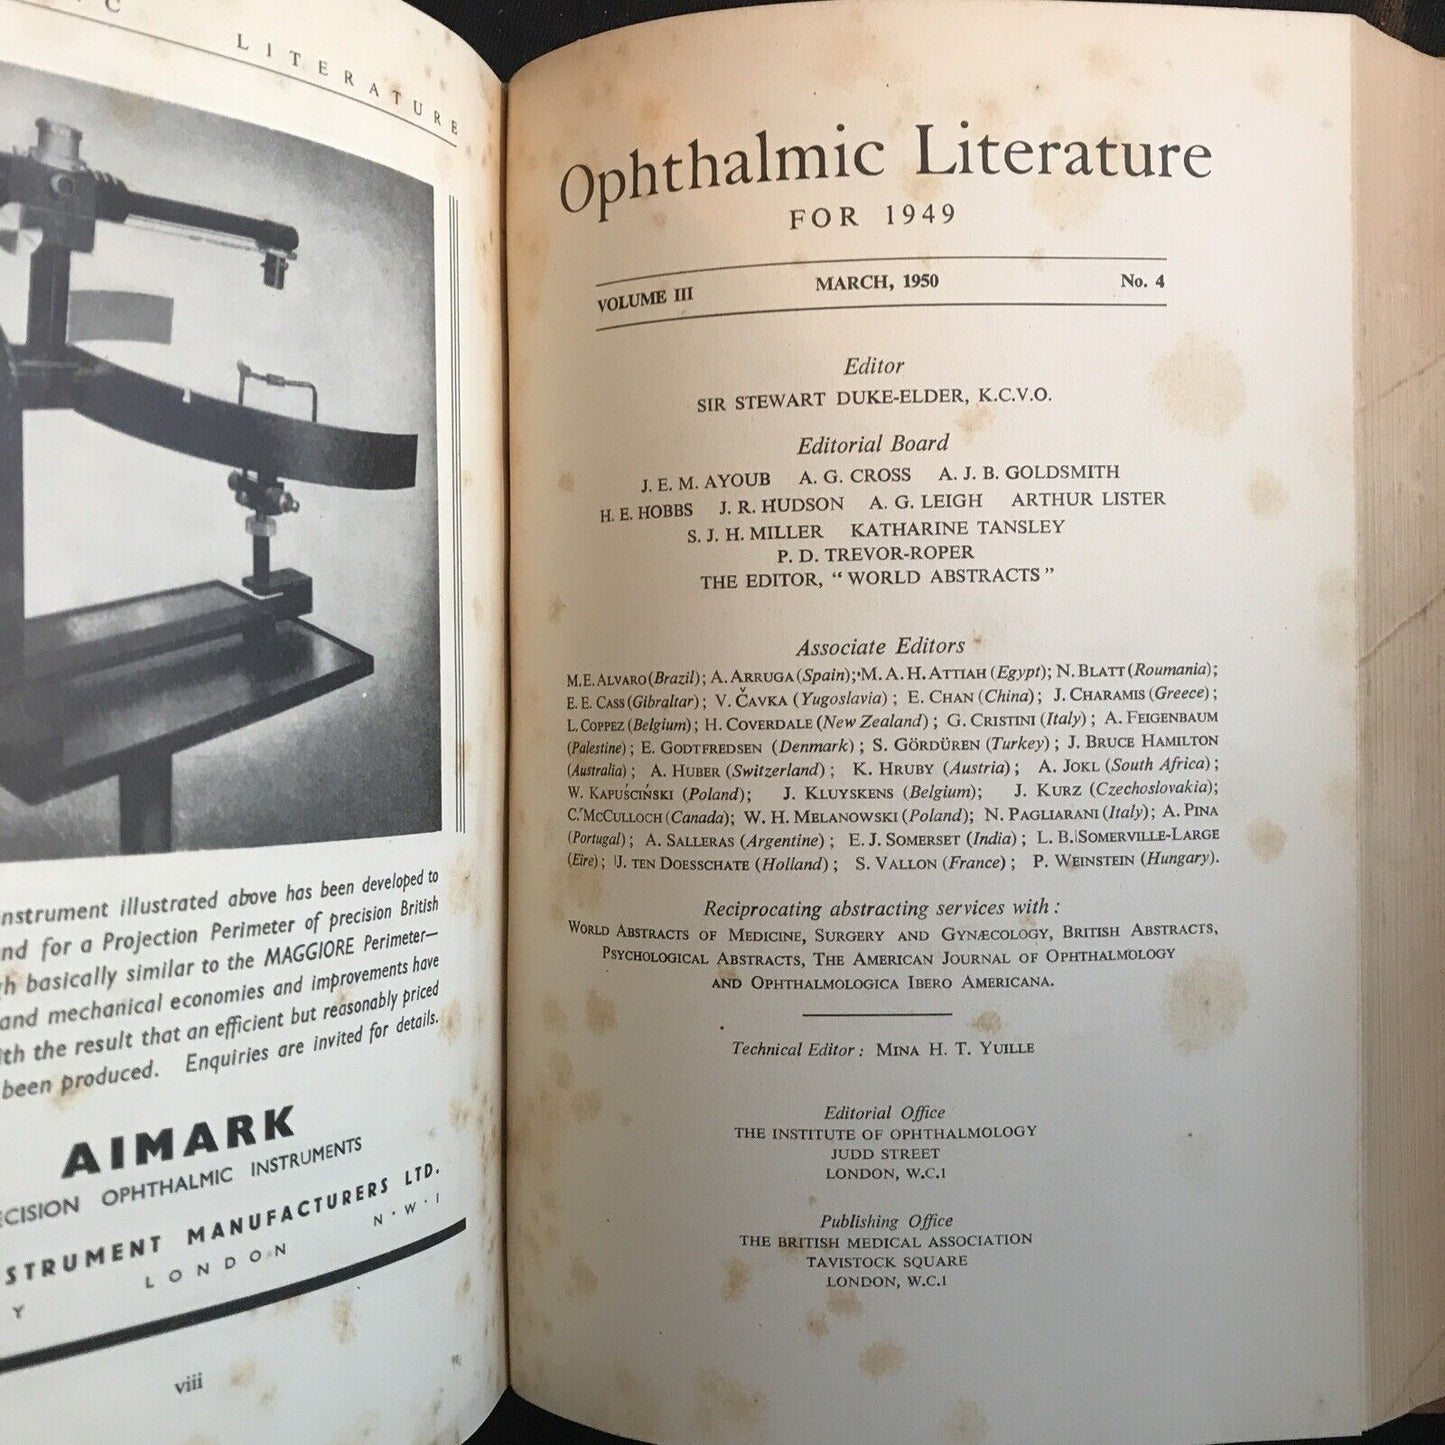 C
LITERATURE
instrument illustrated above has been developed to
and for a Projection Perimeter of precision British
basically similar to the MAGGIORE Perimeter—
and mechanical economies and improvements have
with the result that an efficient but reasonably priced
been produced. Enquiries are invited for details.
AIMARK
OPHTHALMIC INSTRUMENTS
MANUFACTURERS LTD.
LONDON N·W·1
Y
viii
Ophthalmic Literature
FOR 1949
VOLUME III MARCH, 1950 No. 4
Editor
SIR STEWART DUKE-ELDER, K.C.V.O.
Editorial Board
J. E. M. AYOUB A. G. CROSS A. J. B. GOLDSMITH
H. E. HOBBS J. R. HUDSON A. G. LEIGH ARTHUR LISTER
S. J. H. MILLER KATHARINE TANSLEY
P. D. TREVOR-ROPER
THE EDITOR, "WORLD ABSTRACTS"
Associate Editors
M. E. ALVARO (Brazil); A. ARRUGA (Spain); M. A. H. ATTIAH (Egypt); N. BLATT (Roumania);
E. E. CASS (Gibraltar); V. ČAVKA (Yugoslavia); E. CHAN (China); J. CHARAMIS (Greece);
L. COPPEZ (Belgium); H. COVERDALE (New Zealand); G. CRISTINI (Italy); A. FEIGENBAUM
(Palestine); E. GODTFREDSEN (Denmark); S. GÖRDÜREN (Turkey); J. BRUCE HAMILTON
(Australia); A. HUBER (Switzerland); K. HRUBY (Austria); A. JOKL (South Africa);
W. KAPUŚCIŃSKI (Poland); J. KLUYSKENS (Belgium); J. KURZ (Czechoslovakia);
C. MCCULLOCH (Canada); W. H. MELANOWSKI (Poland); N. PAGLIARANI (Italy); A. PINA
(Portugal); A. SALLERAS (Argentine); E. J. SOMERSET (India); L. B. SOMERVILLE-LARGE
(Eire); J. TEN DOESSCHATE (Holland); S. VALLON (France); P. WEINSTEIN (Hungary).
Reciprocating abstracting services with:
WORLD ABSTRACTS OF MEDICINE, SURGERY AND GYNÆCOLOGY, BRITISH ABSTRACTS,
PSYCHOLOGICAL ABSTRACTS, THE AMERICAN JOURNAL OF OPHTHALMOLOGY
AND OPHTHALMOLOGICA IBERO AMERICANA.
Technical Editor: MINA H. T. YUILLE
Editorial Office
THE INSTITUTE OF OPHTHALMOLOGY
JUDD STREET
LONDON, W.C.1
Publishing Office
THE BRITISH MEDICAL ASSOCIATION
TAVISTOCK SQUARE
LONDON, W.C.1